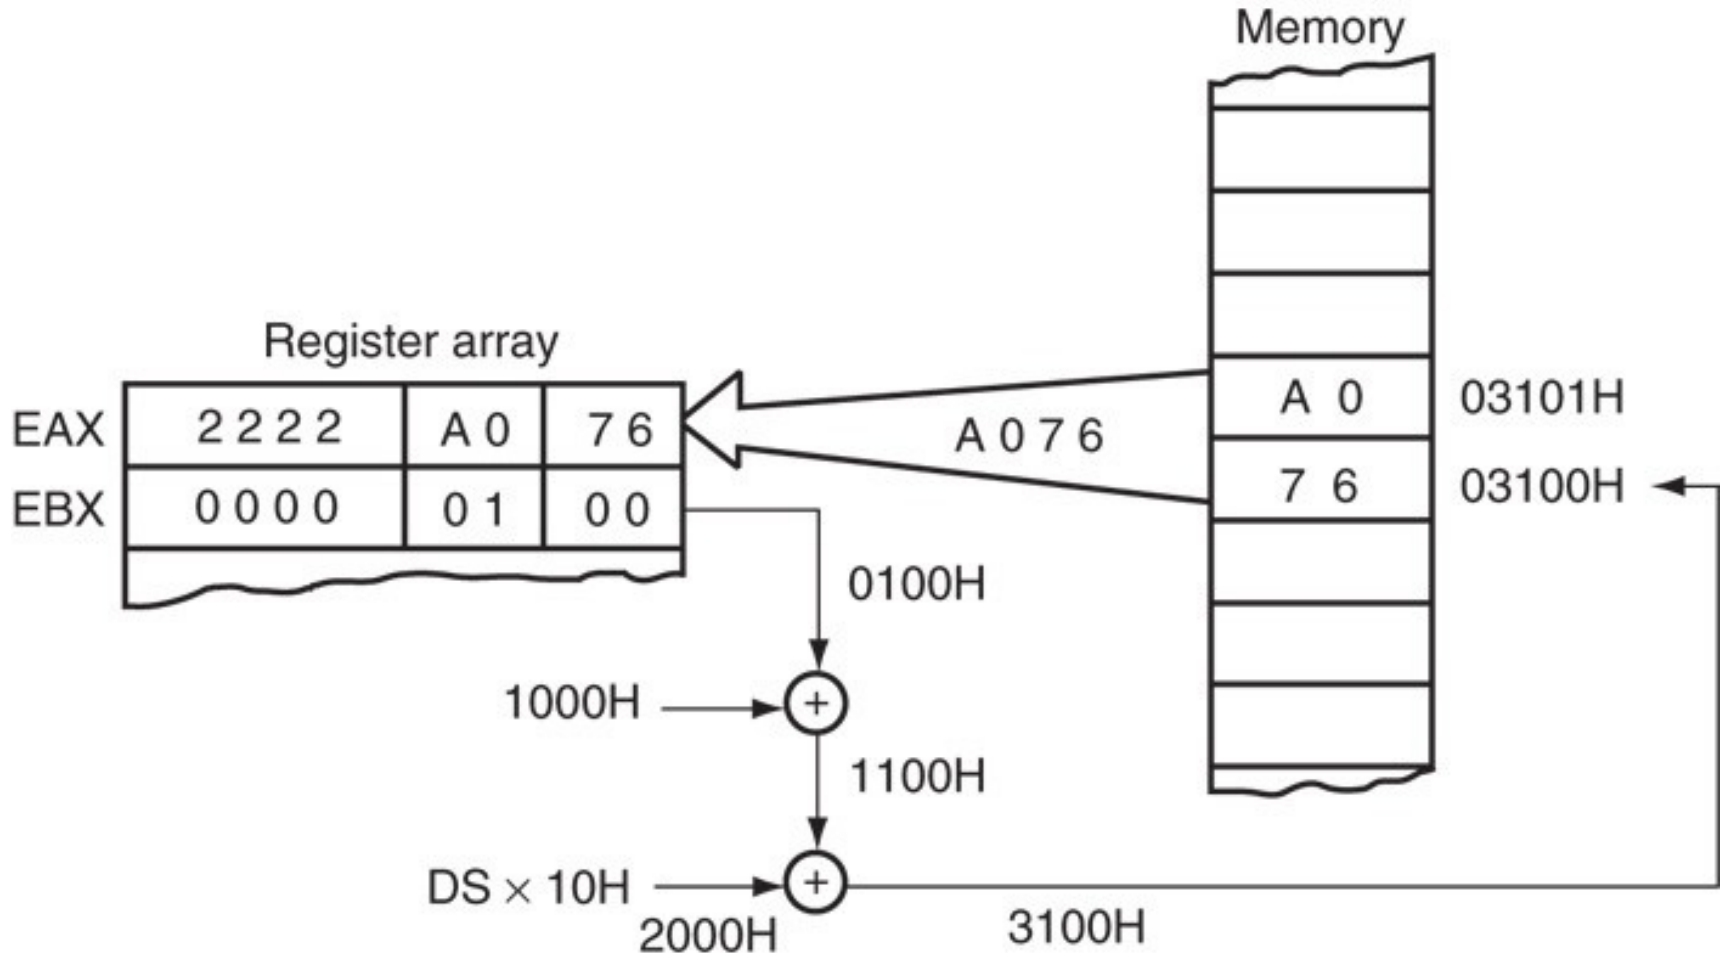 Memory
Register array
EAX 2 2 2 2 A 0 7 6
EBX 0 0 0 0 0 1 0 0
A 0 7 6
A 0 03101H
7 6 03100H
0100H
1000H +
1100H
DS × 10H +
2000H
3100H